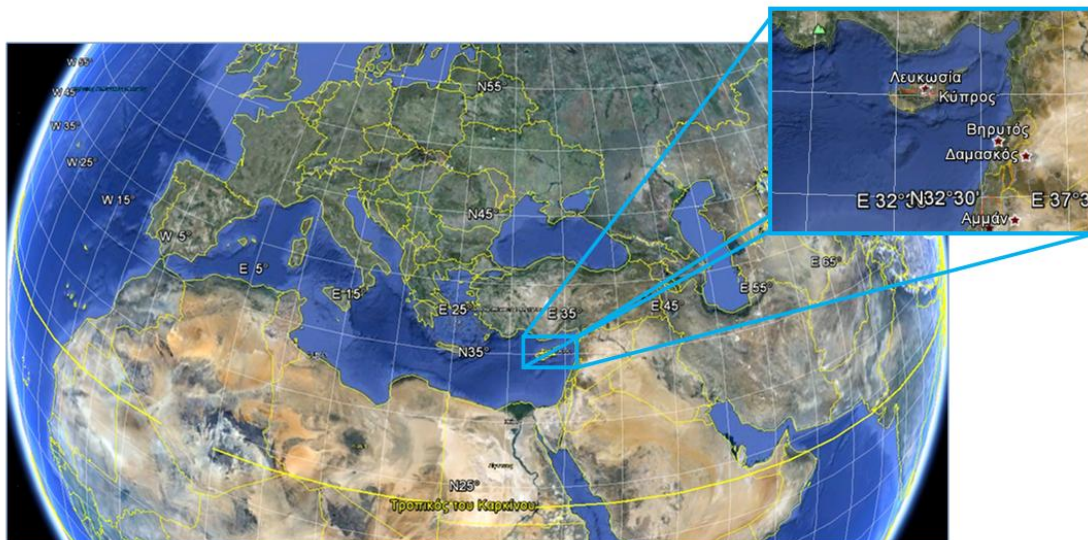 Λευκωσία
Κύπρος
Βηρυτός
Δαμασκός
E 32° N32°30' E 37°3
Αμμάν
W 55°
W 45°
W 35°
W 25°
W 15°
W 5°
N55°
N45°
E 5°
E 15°
E 25°
E 35
E 45
E 55°
E 65°
N35°
N25°
Τροπικός του Καρκίνου